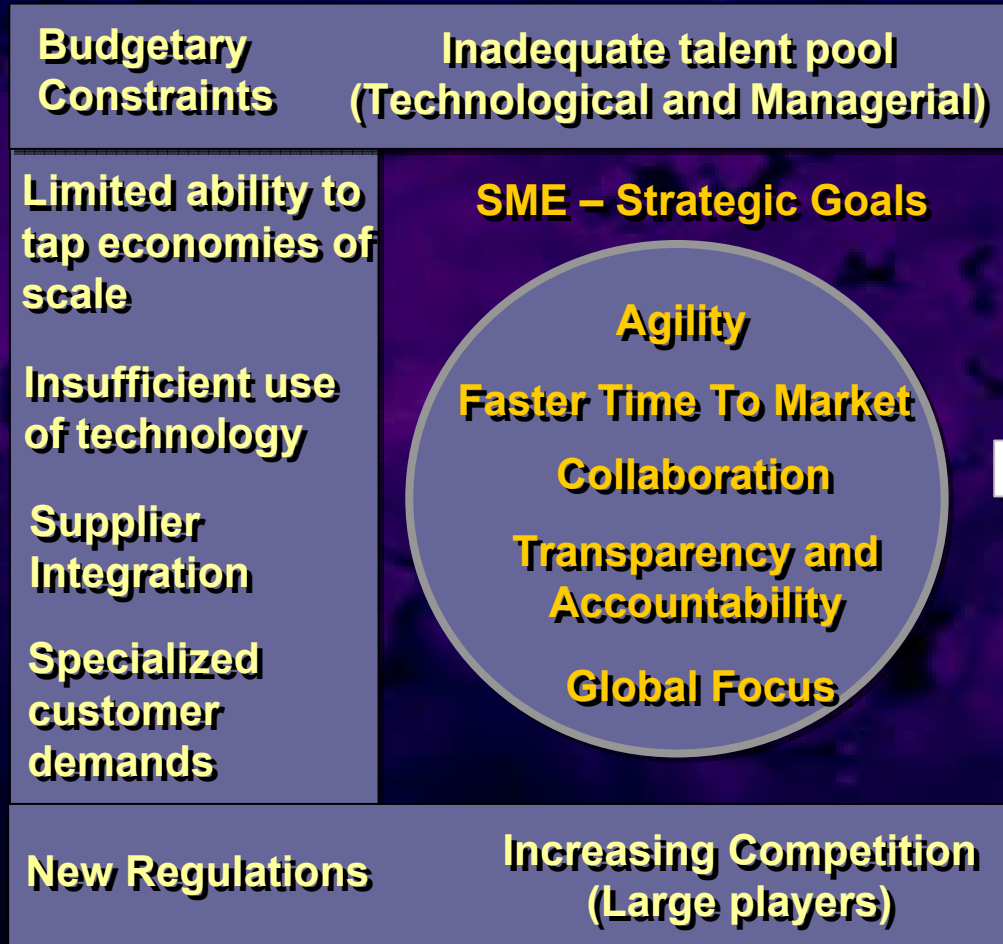 Budgetary
Constraints
Inadequate talent pool
(Technological and Managerial)
Limited ability to
tap economies of
scale
Insufficient use
of technology
Supplier
Integration
Specialized
customer
demands
SME – Strategic Goals
Agility
Faster Time To Market
Collaboration
Transparency and
Accountability
Global Focus
New Regulations
Increasing Competition
(Large players)